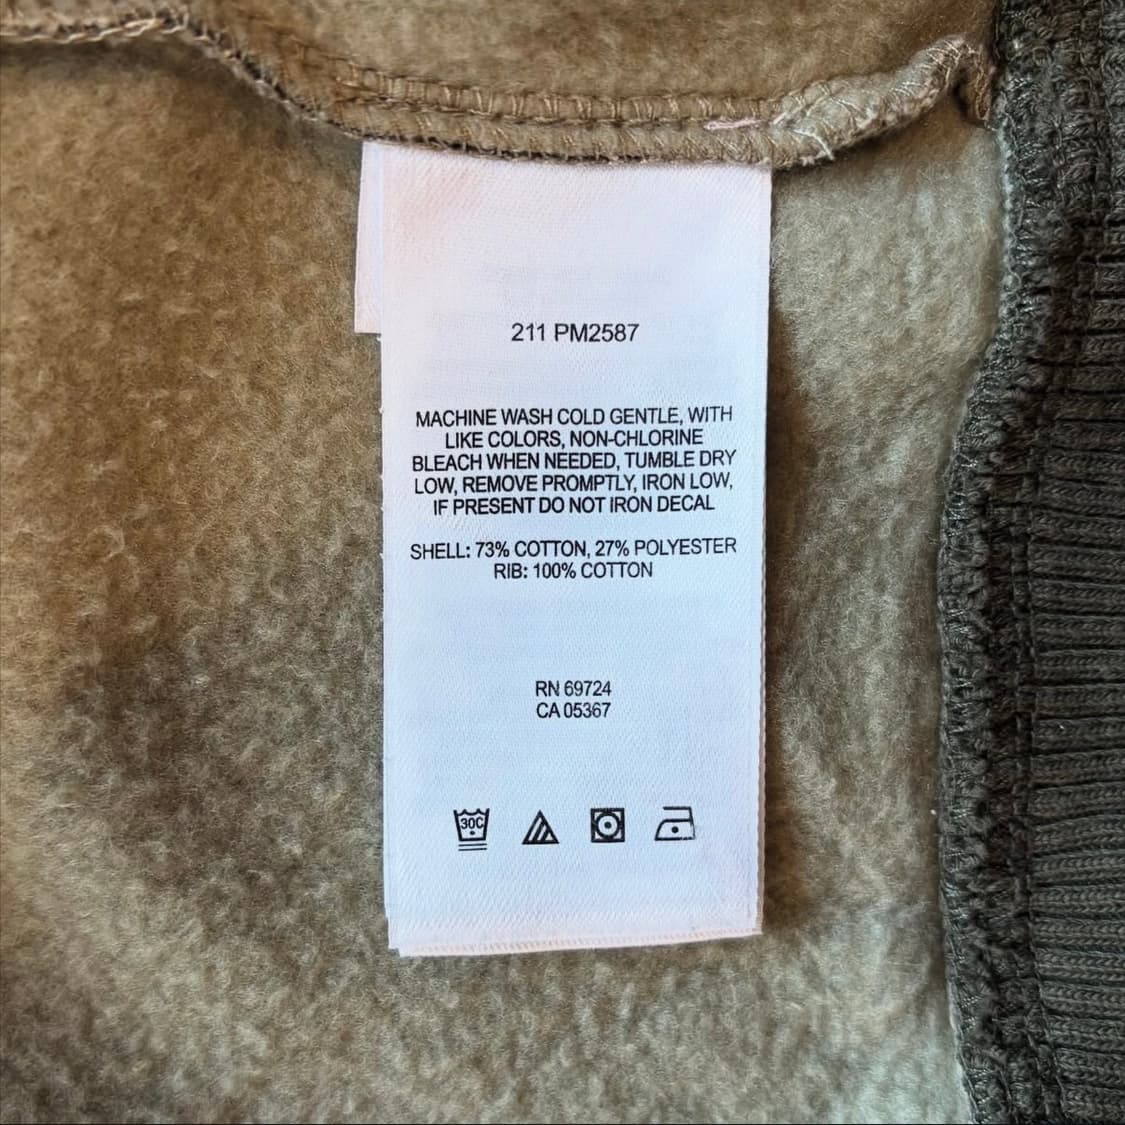 211 PM2587
MACHINE WASH COLD GENTLE, WITH
LIKE COLORS, NON-CHLORINE
BLEACH WHEN NEEDED, TUMBLE DRY
LOW, REMOVE PROMPTLY, IRON LOW,
IF PRESENT DO NOT IRON DECAL
SHELL: 73% COTTON, 27% POLYESTER
RIB: 100% COTTON
RN 69724
CA 05367
30C